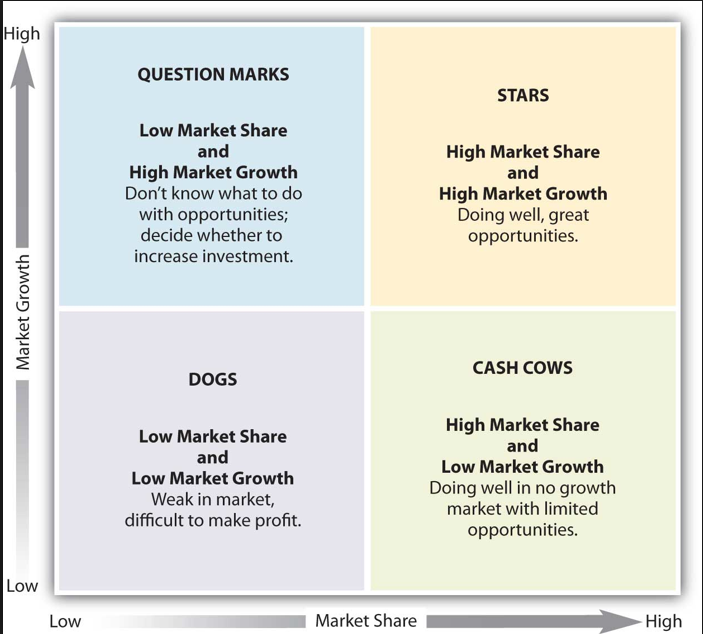 High
QUESTION MARKS
Low Market Share
and
High Market Growth
Don't know what to do
with opportunities;
decide whether to
increase investment.
STARS
High Market Share
and
High Market Growth
Doing well, great
opportunities.
Market Growth
DOGS
Low Market Share
and
Low Market Growth
Weak in market,
difficult to make profit.
CASH COWS
High Market Share
and
Low Market Growth
Doing well in no growth
market with limited
opportunities.
Low
Low
Market Share
High